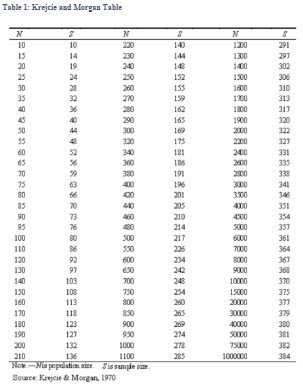 Table 1: Krejcie and Morgan Table
N S N S N S
10 10 220 140 1200 291
15 14 230 144 1300 297
20 19 240 148 1400 302
25 24 250 152 1500 306
30 28 260 155 1600 310
35 32 270 159 1700 313
40 36 280 162 1800 317
45 40 290 165 1900 320
50 44 300 169 2000 322
55 48 320 175 2200 327
60 52 340 181 2400 331
65 56 360 186 2600 335
70 59 380 191 2800 338
75 63 400 196 3000 341
80 66 420 201 3500 346
85 70 440 205 4000 351
90 73 460 210 4500 354
95 76 480 214 5000 357
100 80 500 217 6000 361
110 86 550 226 7000 364
120 92 600 234 8000 367
130 97 650 242 9000 368
140 103 700 248 10000 370
150 108 750 254 15000 375
160 113 800 260 20000 377
170 118 850 265 30000 379
180 123 900 269 40000 380
190 127 950 274 50000 381
200 132 1000 278 75000 382
210 136 1100 285 1000000 384
Note.—N is population size. S is sample size.
Source: Krejcie & Morgan, 1970